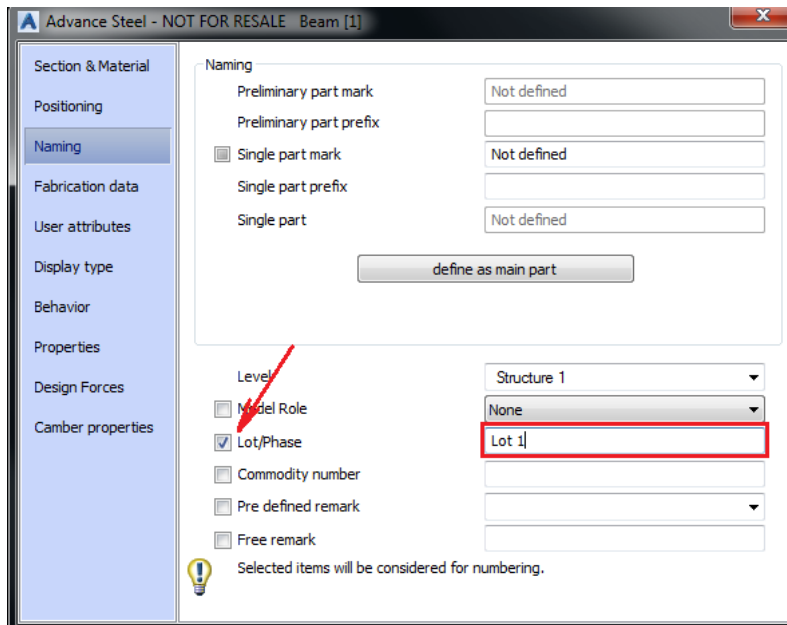 Advance Steel - NOT FOR RESALE Beam [1]
Section & Material
Positioning
Naming
Fabrication data
User attributes
Display type
Behavior
Properties
Design Forces
Camber properties
Naming
Preliminary part mark Not defined
Preliminary part prefix
Single part mark Not defined
Single part prefix
Single part Not defined
define as main part
Level Structure 1
Model Role None
Lot/Phase Lot 1
Commodity number
Pre defined remark
Free remark
Selected items will be considered for numbering.